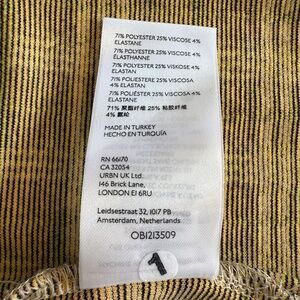 71% POLYESTER 25% VISCOSE 4%
ELASTANE
71% POLYESTER 25% VISCOSE 4%
ÉLASTHANNE
71% POLYESTER 25% VISKOSE 4%
ELASTAN
71% POLIESTERE 25% VISCOSA
4% ELASTAN
71% POLIÉSTER 25% VISCOSA 4%
ELASTANO
71% 聚酯纤维 25% 粘胶纤维
4% 氨纶
MADE IN TURKEY
HECHO EN TURQUÍA
RN 66170
CA 32054
URBN UK Ltd.
146 Brick Lane,
LONDON E1 6RU
Leidsestraat 32, 1017 PB
Amsterdam, Netherlands
OB1213509
1